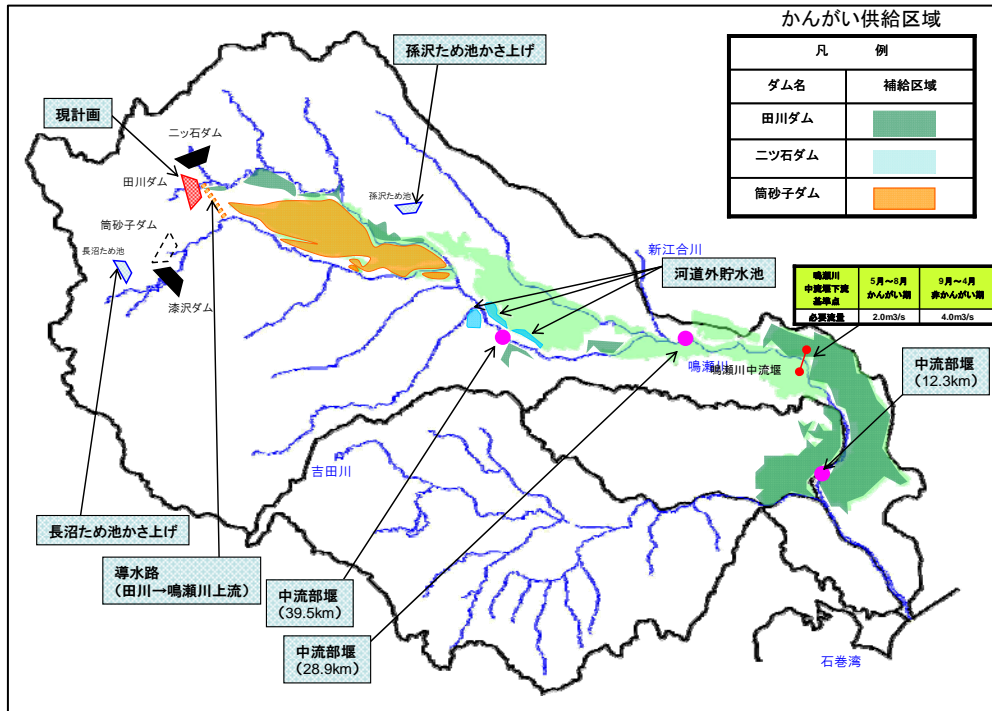 かんがい供給区域
凡 例
ダム名 補給区域
田川ダム
二ツ石ダム
筒砂子ダム
孫沢ため池かさ上げ
現計画
二ッ石ダム
田川ダム
孫沢ため池
筒砂子ダム
長沼ため池
漆沢ダム
新江合川
河道外貯水池
鳴瀬川
中流堰下流
基準点
5月～8月
かんがい期
9月～4月
非かんがい期
必要流量 2.0m3/s 4.0m3/s
鳴瀬川
鳴瀬川中流堰
中流部堰
(12.3km)
吉田川
長沼ため池かさ上げ
導水路
(田川→鳴瀬川上流)
中流部堰
(39.5km)
中流部堰
(28.9km)
石巻湾